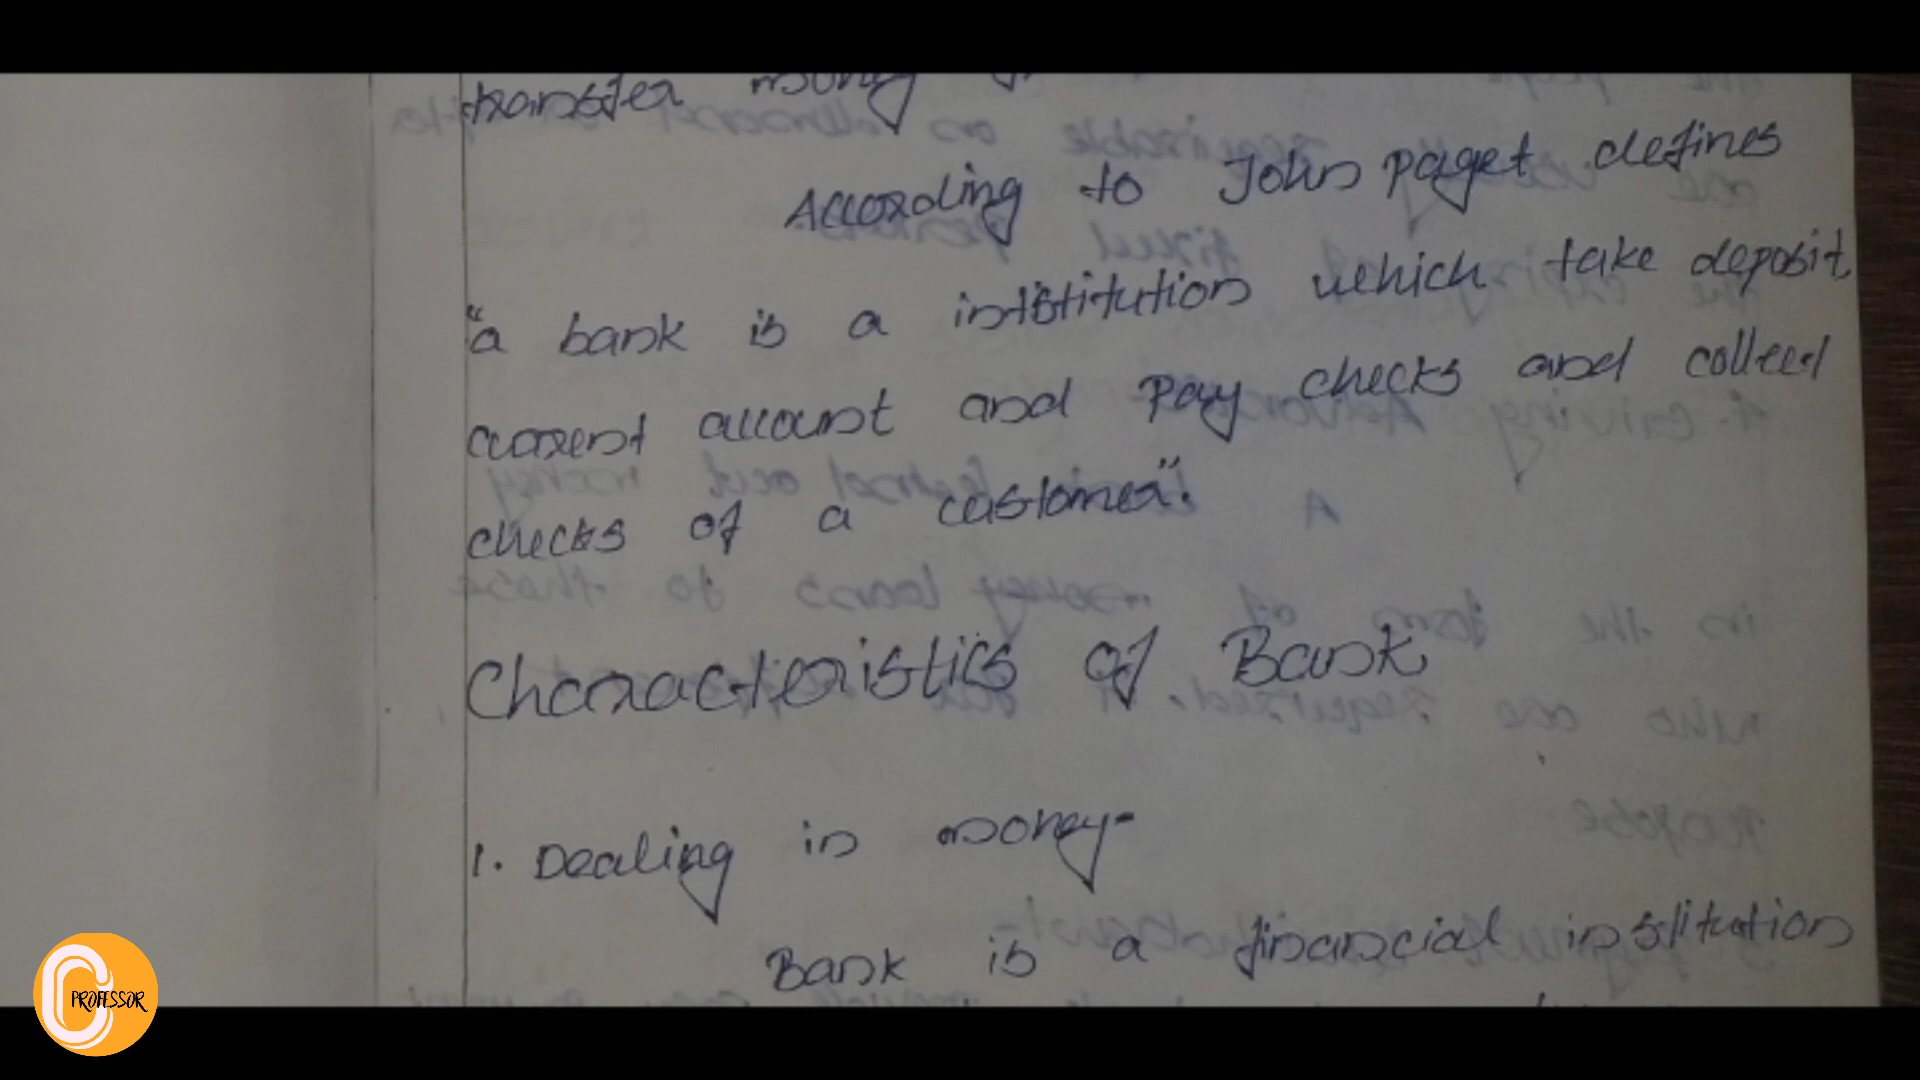 transfer money
According to John Paget defines
"a bank is a institution which take deposit
current account and Pay checks and collect
checks of a customer".
Characteristics of Bank
1. Dealing in money-
Bank is a financial institution
C PROFESSOR